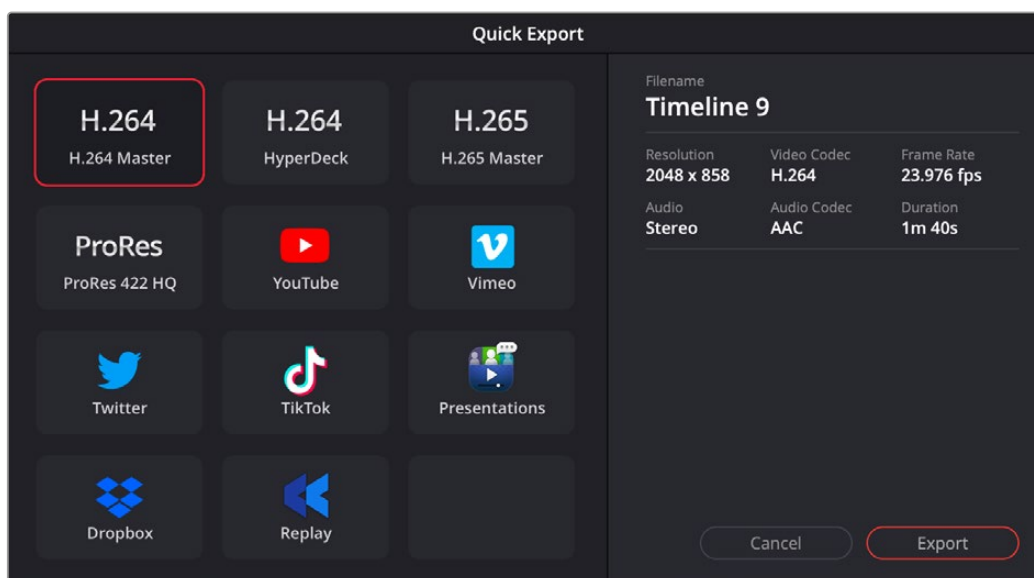 Quick Export
H.264
H.264 Master
H.264
HyperDeck
H.265
H.265 Master
ProRes
ProRes 422 HQ
YouTube
Vimeo
Twitter
TikTok
Presentations
Dropbox
Replay
Filename
Timeline 9
Resolution Video Codec Frame Rate
2048 x 858 H.264 23.976 fps
Audio Audio Codec Duration
Stereo AAC 1m 40s
Cancel Export